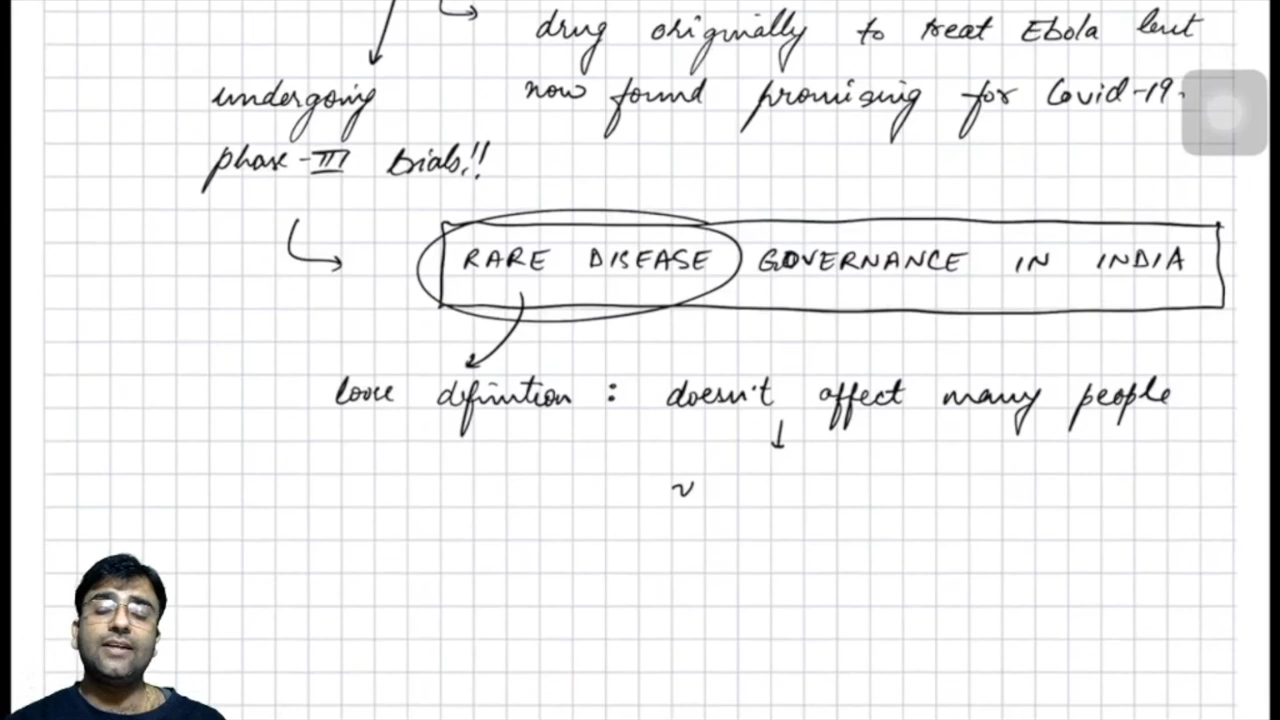 drug originally to treat Ebola but
undergoing now found promising for Covid-19.
phase-III trials!!
RARE DISEASE GOVERNANCE IN INDIA
loose definition : doesn't affect many people